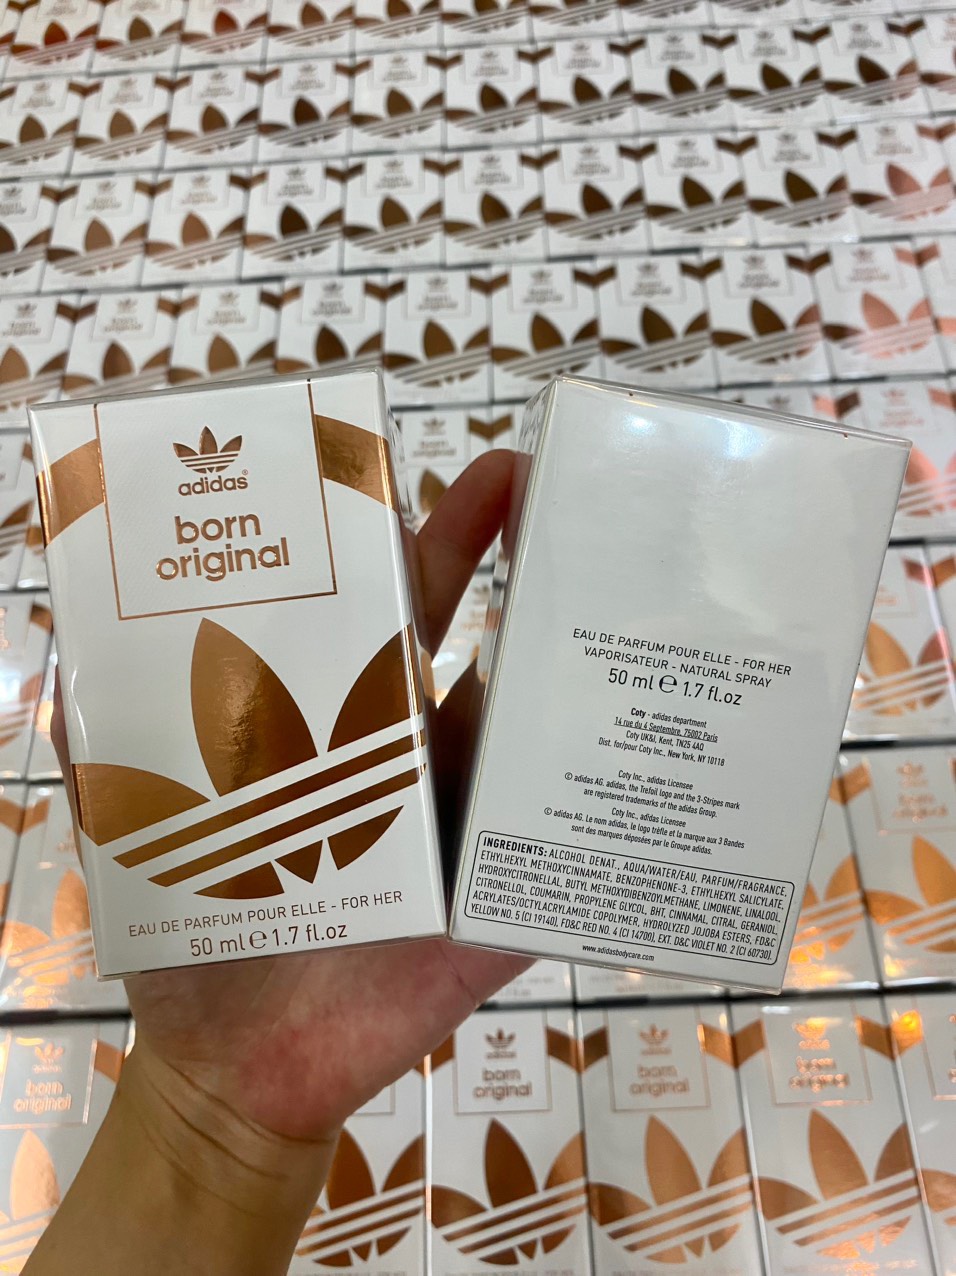 adidas®
born
original
EAU DE PARFUM POUR ELLE - FOR HER
50 ml ℮ 1.7 fl.oz
EAU DE PARFUM POUR ELLE - FOR HER
VAPORISATEUR - NATURAL SPRAY
50 ml ℮ 1.7 fl.oz
Coty - adidas department
14 rue du 4 Septembre, 75002 Paris
Coty UK&I, Kent, TN25 4AQ
Dist. for/pour Coty Inc., New York, NY 10118
Coty Inc., adidas Licensee
© adidas AG. adidas, the Trefoil logo and the 3-Stripes mark
are registered trademarks of the adidas Group.
Coty Inc., adidas Licensee
© adidas AG. Le nom adidas, le logo trèfle et la marque aux 3 Bandes
sont des marques déposées par le Groupe adidas.
INGREDIENTS: ALCOHOL DENAT., AQUA/WATER/EAU, PARFUM/FRAGRANCE,
ETHYLHEXYL METHOXYCINNAMATE, BENZOPHENONE-3, ETHYLHEXYL SALICYLATE,
HYDROXYCITRONELLAL, BUTYL METHOXYDIBENZOYLMETHANE, LIMONENE, LINALOOL,
CITRONELLOL, COUMARIN, PROPYLENE GLYCOL, BHT, CINNAMAL, CITRAL, GERANIOL,
ACRYLATES/OCTYLACRYLAMIDE COPOLYMER, HYDROLYZED JOJOBA ESTERS, FD&C
YELLOW NO. 5 (CI 19140), FD&C RED NO. 4 (CI 14700), EXT. D&C VIOLET NO. 2 (CI 60730).
www.adidasbodycare.com
born
original
born
original
born
original
born
original